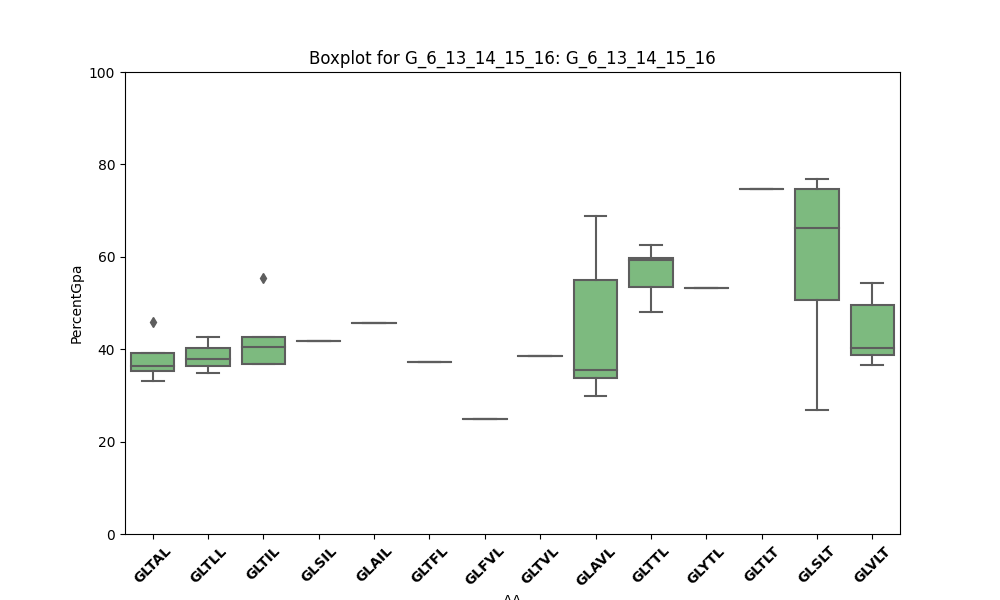 Boxplot for G_6_13_14_15_16: G_6_13_14_15_16
100
80
60
40
20
0
PercentGpa
GLTAL GLTLL GLTIL GLSIL GLAIL GLTFL GLFVL GLTVL GLAVL GLTTL GLYTL GLTLT GLSLT GLVLT
AA